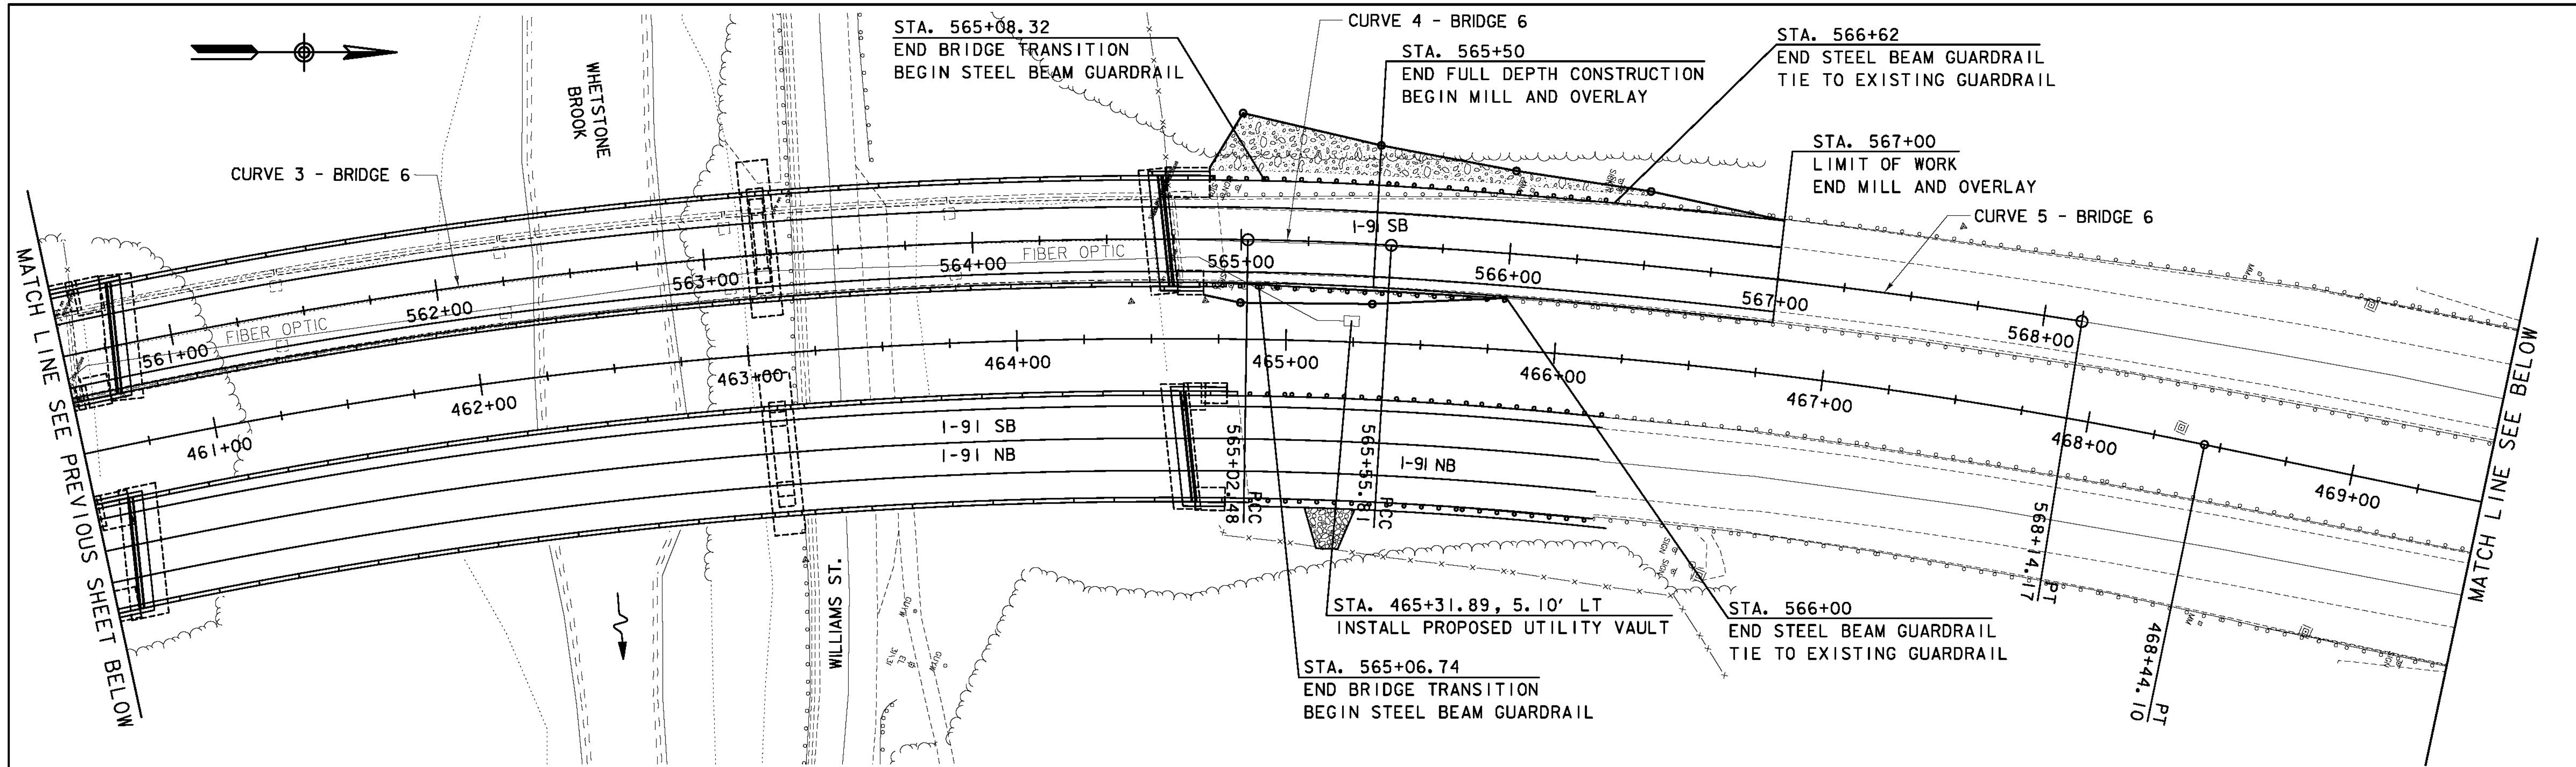 STA. 565+08.32
END BRIDGE TRANSITION
BEGIN STEEL BEAM GUARDRAIL
CURVE 4 - BRIDGE 6
STA. 565+50
END FULL DEPTH CONSTRUCTION
BEGIN MILL AND OVERLAY
STA. 566+62
END STEEL BEAM GUARDRAIL
TIE TO EXISTING GUARDRAIL
STA. 567+00
LIMIT OF WORK
END MILL AND OVERLAY
WHETSTONE
BROOK
CURVE 3 - BRIDGE 6
CURVE 5 - BRIDGE 6
MATCH LINE SEE PREVIOUS SHEET BELOW
I-91 SB
FIBER OPTIC
FIBER OPTIC
561+00
562+00
563+00
564+00
565+00
566+00
567+00
568+00
461+00
462+00
463+00
464+00
465+00
466+00
467+00
468+00
469+00
I-91 SB
I-91 NB
I-91 NB
565+02.48
PCC
565+55.81
PCC
568+14.17
PT
468+44.10
PT
MATCH LINE SEE BELOW
WILLIAMS ST.
GUYW
GUYW
EL
SIGN
SIGN
MM
MM
STA. 465+31.89, 5.10' LT
INSTALL PROPOSED UTILITY VAULT
STA. 566+00
END STEEL BEAM GUARDRAIL
TIE TO EXISTING GUARDRAIL
STA. 565+06.74
END BRIDGE TRANSITION
BEGIN STEEL BEAM GUARDRAIL